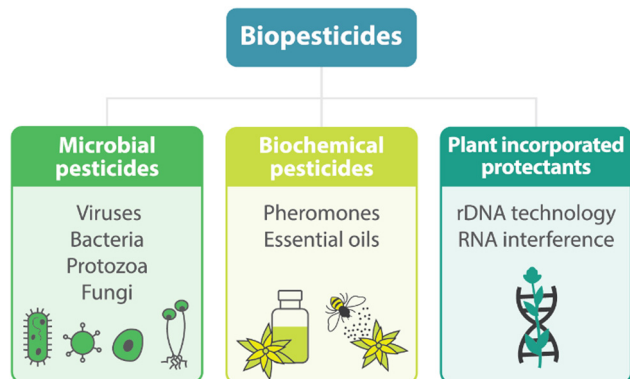 Biopesticides
Microbial
pesticides
Viruses
Bacteria
Protozoa
Fungi
Biochemical
pesticides
Pheromones
Essential oils
Plant incorporated
protectants
rDNA technology
RNA interference